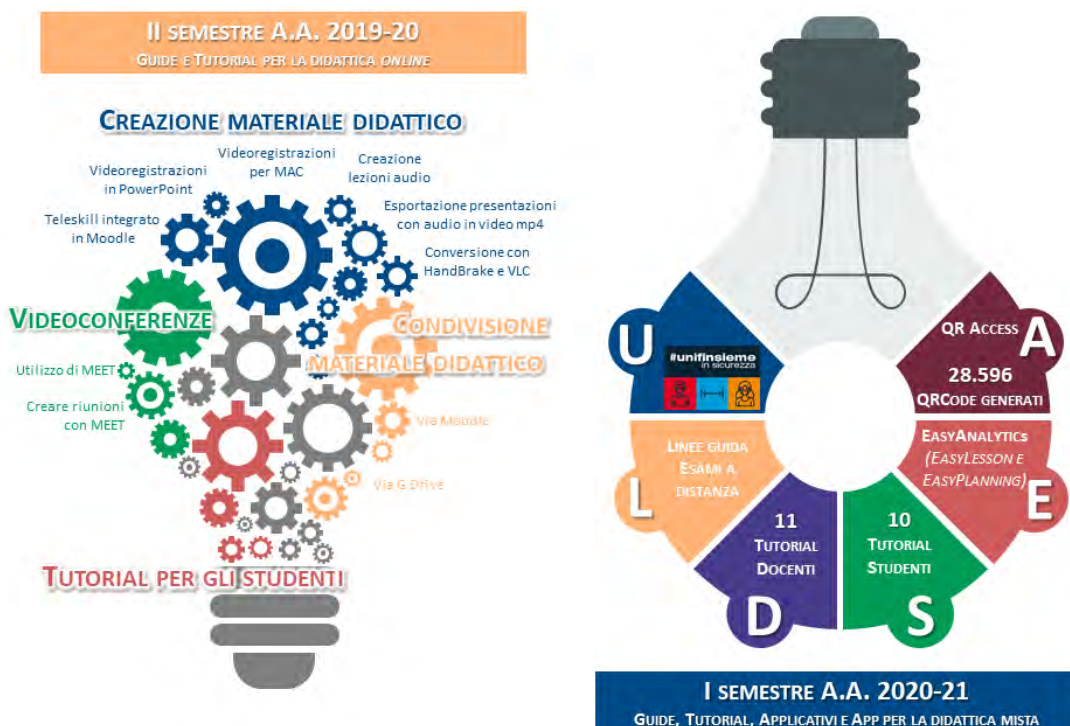 II SEMESTRE A.A. 2019-20
GUIDE E TUTORIAL PER LA DIDATTICA ONLINE
CREAZIONE MATERIALE DIDATTICO
Videoregistrazioni
in PowerPoint
Videoregistrazioni
per MAC
Creazione
lezioni audio
Teleskill integrato
in Moodle
Esportazione presentazioni
con audio in video mp4
Conversione con
HandBrake e VLC
VIDEOCONFERENZE
Utilizzo di MEET
Creare riunioni
con MEET
CONDIVISIONE
MATERIALE DIDATTICO
Via Moodle
Via G Drive
TUTORIAL PER GLI STUDENTI
U
#unifinsieme
in sicurezza
A
QR ACCESS
28.596
QRCODE GENERATI
L
LINEE GUIDA
ESAMI A
DISTANZA
E
EASYANALYTICS
(EASYLESSON E
EASYPLANNING)
D
11
TUTORIAL
DOCENTI
S
10
TUTORIAL
STUDENTI
I SEMESTRE A.A. 2020-21
GUIDE, TUTORIAL, APPLICATIVI E APP PER LA DIDATTICA MISTA